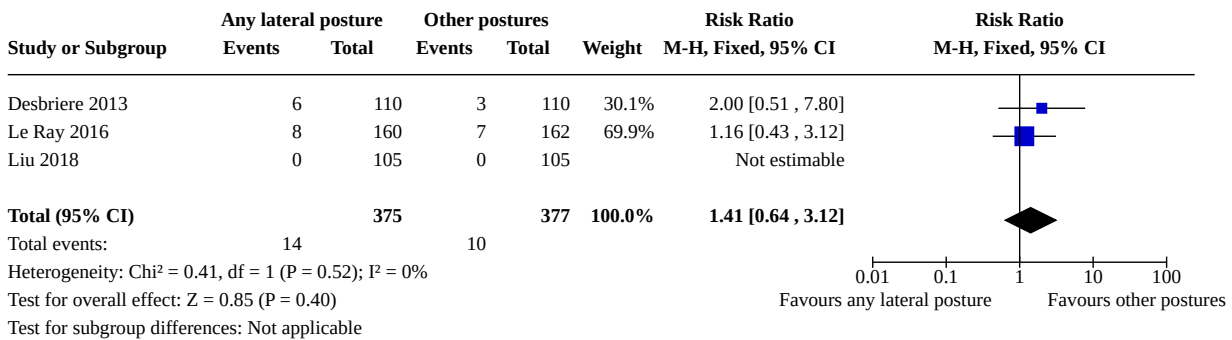 Any lateral posture Other postures Risk Ratio Risk Ratio
Study or Subgroup Events Total Events Total Weight M-H, Fixed, 95% CI M-H, Fixed, 95% CI
Desbriere 2013 6 110 3 110 30.1% 2.00 [0.51 , 7.80]
Le Ray 2016 8 160 7 162 69.9% 1.16 [0.43 , 3.12]
Liu 2018 0 105 0 105 Not estimable
Total (95% CI) 375 377 100.0% 1.41 [0.64 , 3.12]
Total events: 14 10
Heterogeneity: Chi² = 0.41, df = 1 (P = 0.52); I² = 0%
0.01 0.1 1 10 100
Test for overall effect: Z = 0.85 (P = 0.40) Favours any lateral posture Favours other postures
Test for subgroup differences: Not applicable